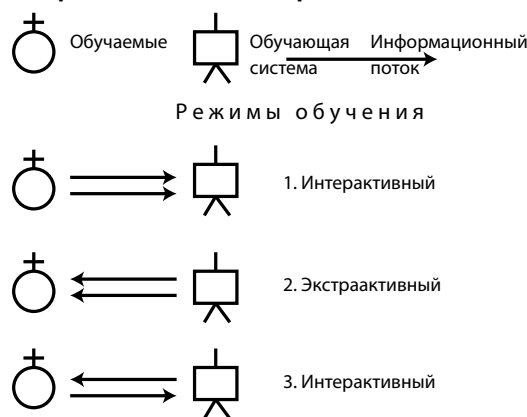 Обучаемые Обучающая система Информационный поток
Режимы обучения
1. Интерактивный
2. Экстраактивный
3. Интерактивный